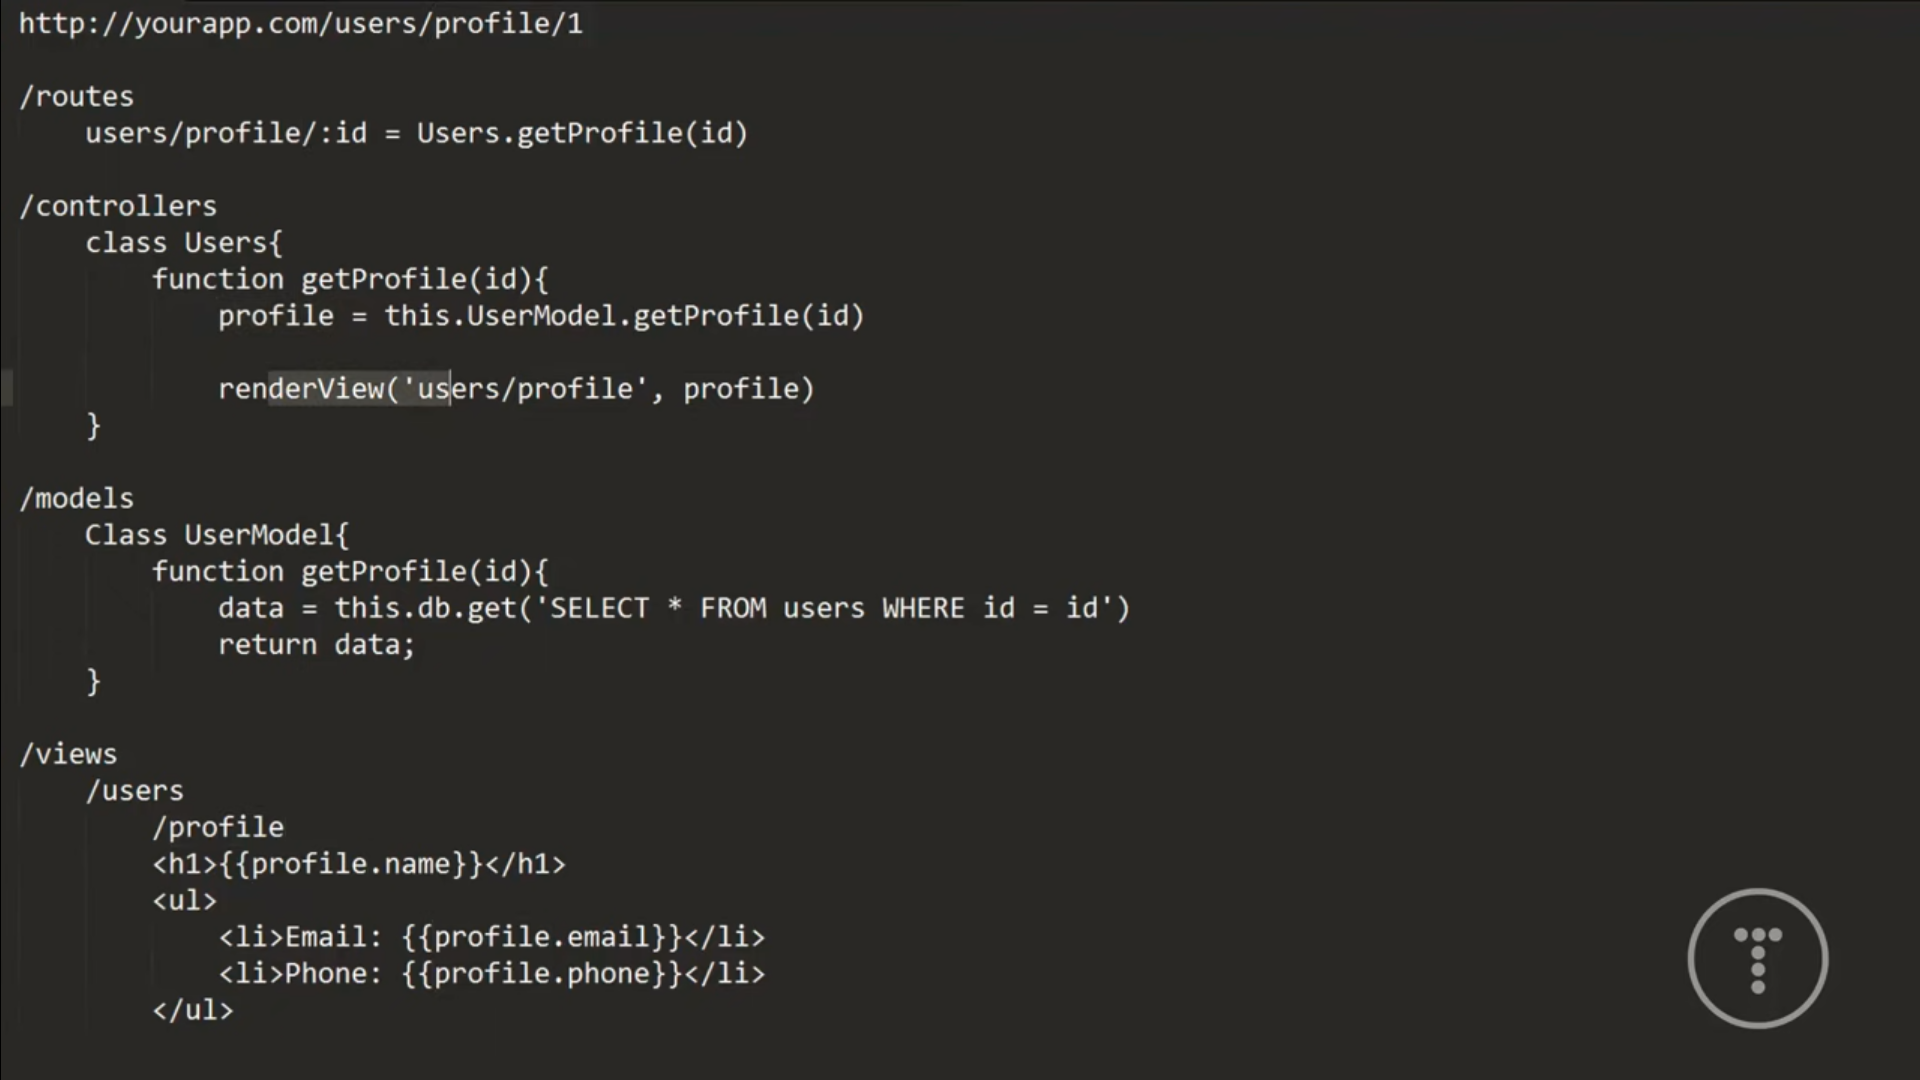 http://yourapp.com/users/profile/1
/routes
users/profile/:id = Users.getProfile(id)
/controllers
class Users{
function getProfile(id){
profile = this.UserModel.getProfile(id)
renderView('users/profile', profile)
}
/models
Class UserModel{
function getProfile(id){
data = this.db.get('SELECT * FROM users WHERE id = id')
return data;
}
/views
/users
/profile
<h1>{{profile.name}}</h1>
<ul>
<li>Email: {{profile.email}}</li>
<li>Phone: {{profile.phone}}</li>
</ul>
T